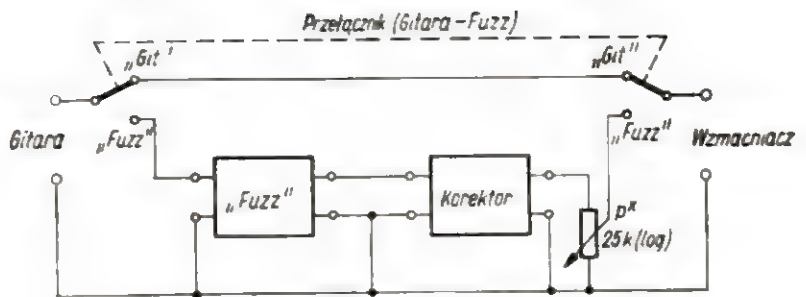 Przełącznik (Gitara-Fuzz)
„Git"
„Git"
Gitara
„Fuzz"
„Fuzz"
Wzmacniacz
„Fuzz"
Korektor
P*
25k (log)